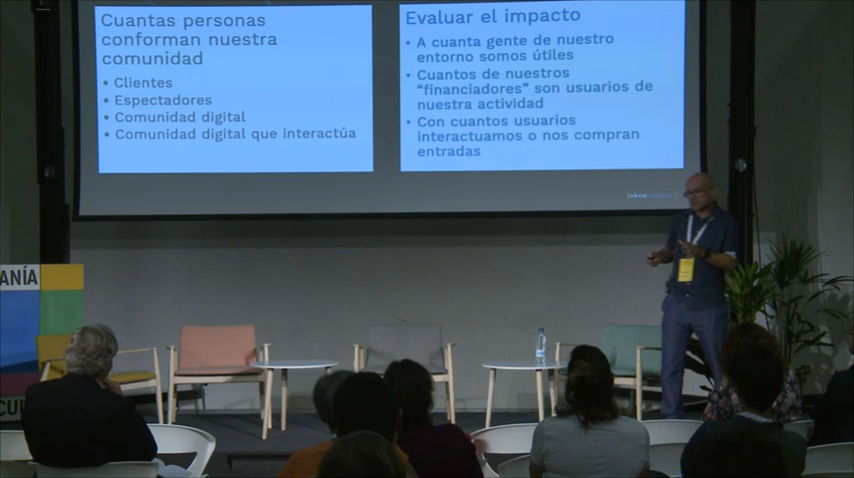 Cuantas personas
conforman nuestra
comunidad
• Clientes
• Espectadores
• Comunidad digital
• Comunidad digital que interactúa
Evaluar el impacto
• A cuanta gente de nuestro
entorno somos útiles
• Cuantos de nuestros
“financiadores” son usuarios de
nuestra actividad
• Con cuantos usuarios
interactuamos o nos compran
entradas
ANÍA
CU